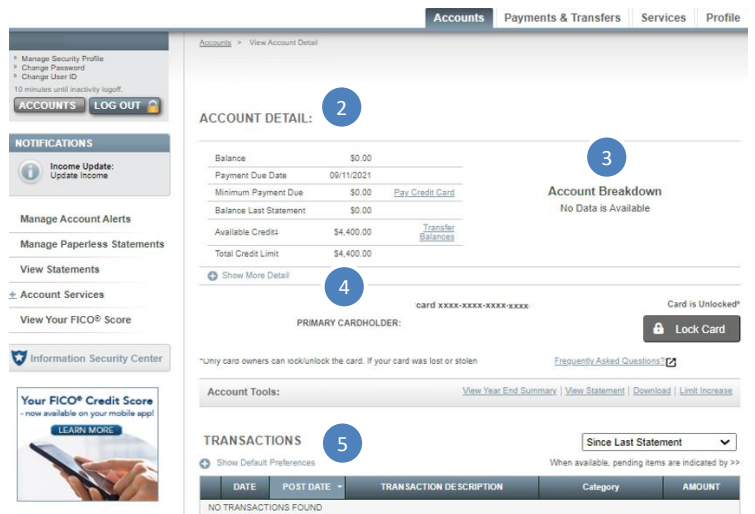 Accounts
Payments & Transfers
Services
Profile
Accounts > View Account Detail
Manage Security Profile
Change Password
Change User ID
10 minutes until inactivity logoff.
ACCOUNTS
LOG OUT
NOTIFICATIONS
Income Update:
Update Income
Manage Account Alerts
Manage Paperless Statements
View Statements
Account Services
View Your FICO® Score
Information Security Center
Your FICO® Credit Score
- now available on your mobile app!
LEARN MORE
ACCOUNT DETAIL:
2
Balance $0.00
Payment Due Date 09/11/2021
Minimum Payment Due $0.00 Pay Credit Card
Balance Last Statement $0.00
Available Credit‡ $4,400.00 Transfer Balances
Total Credit Limit $4,400.00
Show More Detail
3
Account Breakdown
No Data is Available
4
card xxxx-xxxx-xxxx-xxxx
Card is Unlocked*
PRIMARY CARDHOLDER:
Lock Card
*Only card owners can lock/unlock the card. If your card was lost or stolen
Frequently Asked Questions?
Account Tools:
View Year End Summary | View Statement | Download | Limit Increase
TRANSACTIONS
5
Since Last Statement
Show Default Preferences
When available, pending items are indicated by >>
DATE POST DATE TRANSACTION DESCRIPTION Category AMOUNT
NO TRANSACTIONS FOUND